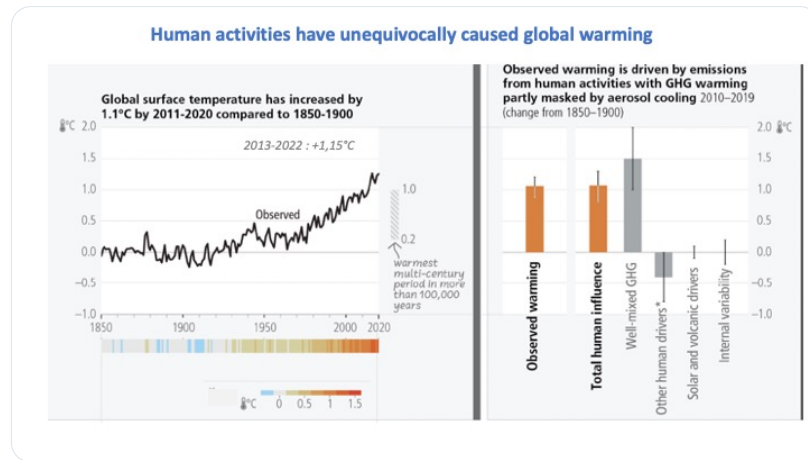 Human activities have unequivocally caused global warming
Global surface temperature has increased by
1.1°C by 2011-2020 compared to 1850-1900
°C
2.0
2013-2022 : +1,15°C
1.5
1.0
0.5
0.0
−0.5
−1.0
Observed
1.0
0.2
warmest
multi-century
period in more
than 100,000
years
1850
1900
1950
2000
2020
°C
0
0.5
1
1.5
Observed warming is driven by emissions
from human activities with GHG warming
partly masked by aerosol cooling 2010–2019
(change from 1850–1900)
2.0 °C
1.5
1.0
0.5
0.0
−0.5
−1.0
Observed warming
Total human influence
Well-mixed GHG
Other human drivers*
Solar and volcanic drivers
Internal variability